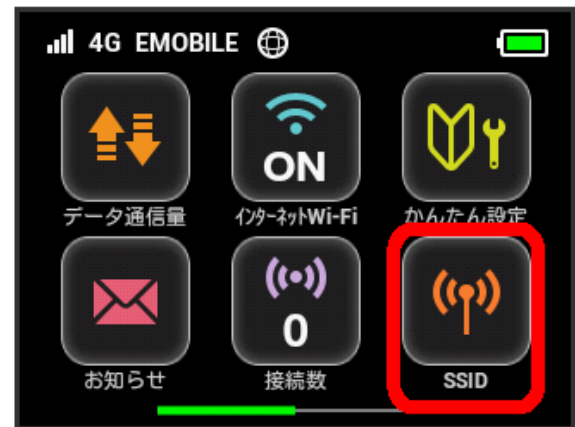 4G EMOBILE
ON
データ通信量 インターネットWi-Fi かんたん設定
0
お知らせ 接続数 SSID